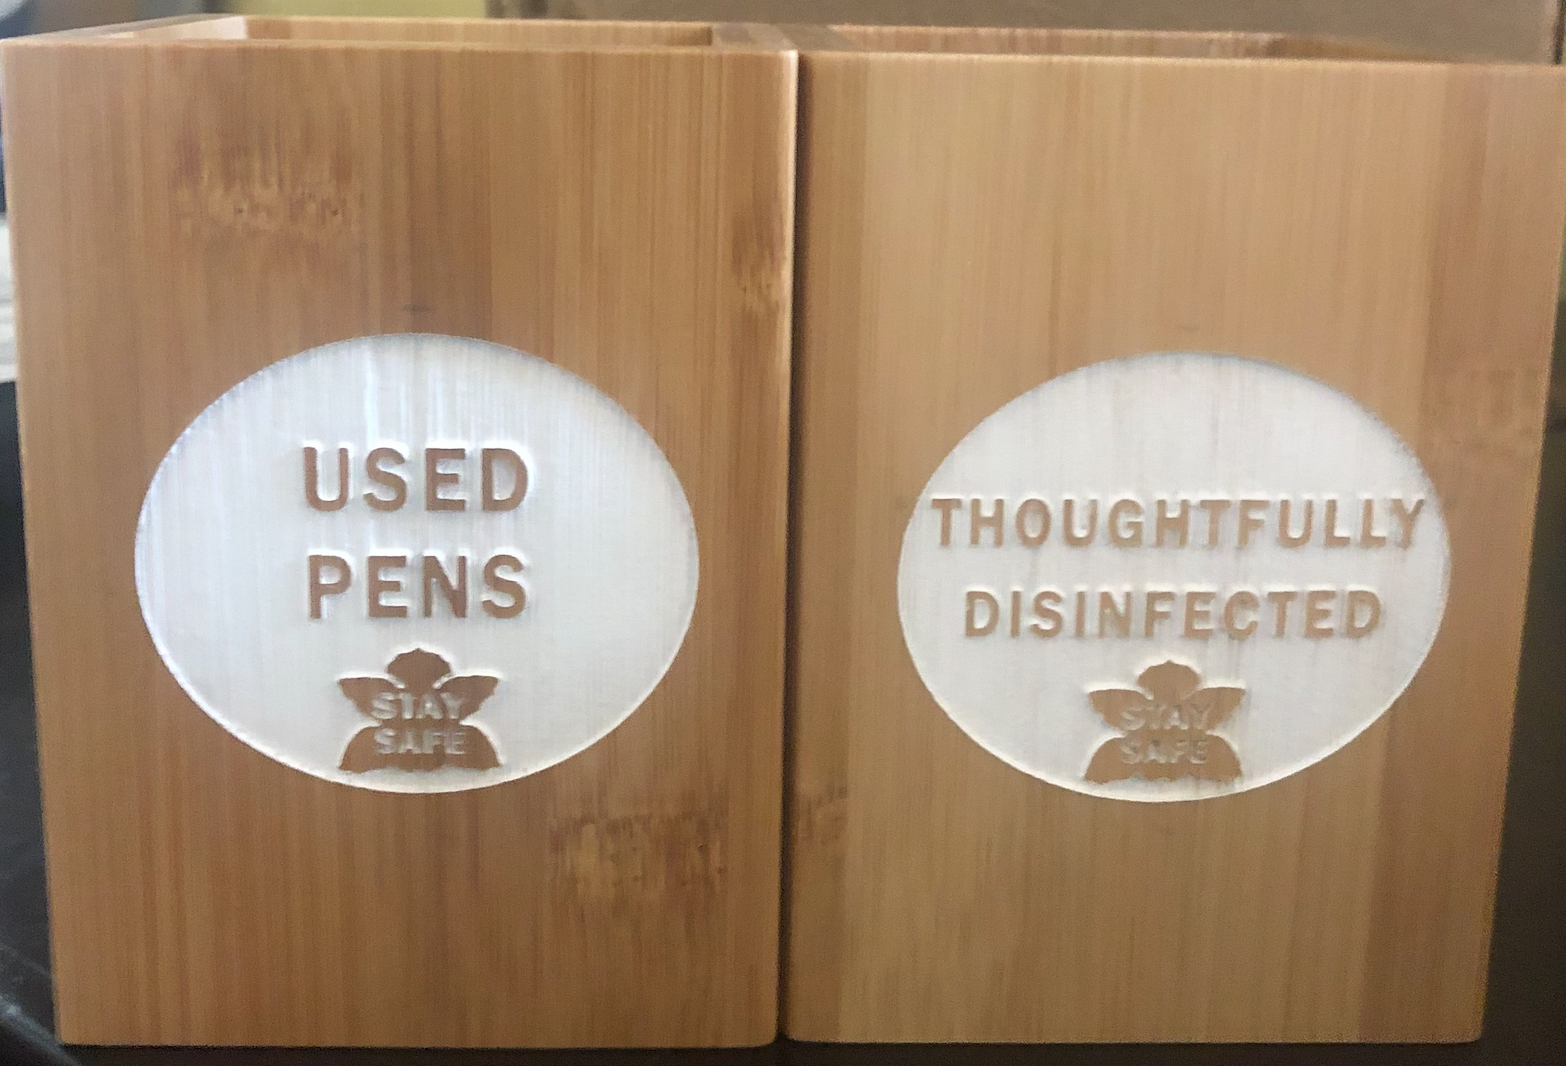 USED
PENS
STAY
SAFE
THOUGHTFULLY
DISINFECTED
STAY
SAFE